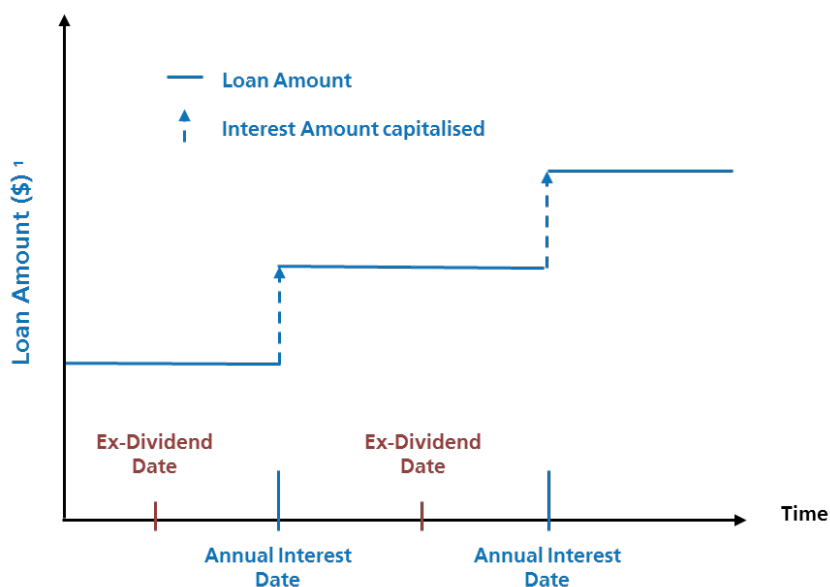 Loan Amount
Interest Amount capitalised
Loan Amount ($) ¹
Ex-Dividend
Date
Ex-Dividend
Date
Time
Annual Interest
Date
Annual Interest
Date